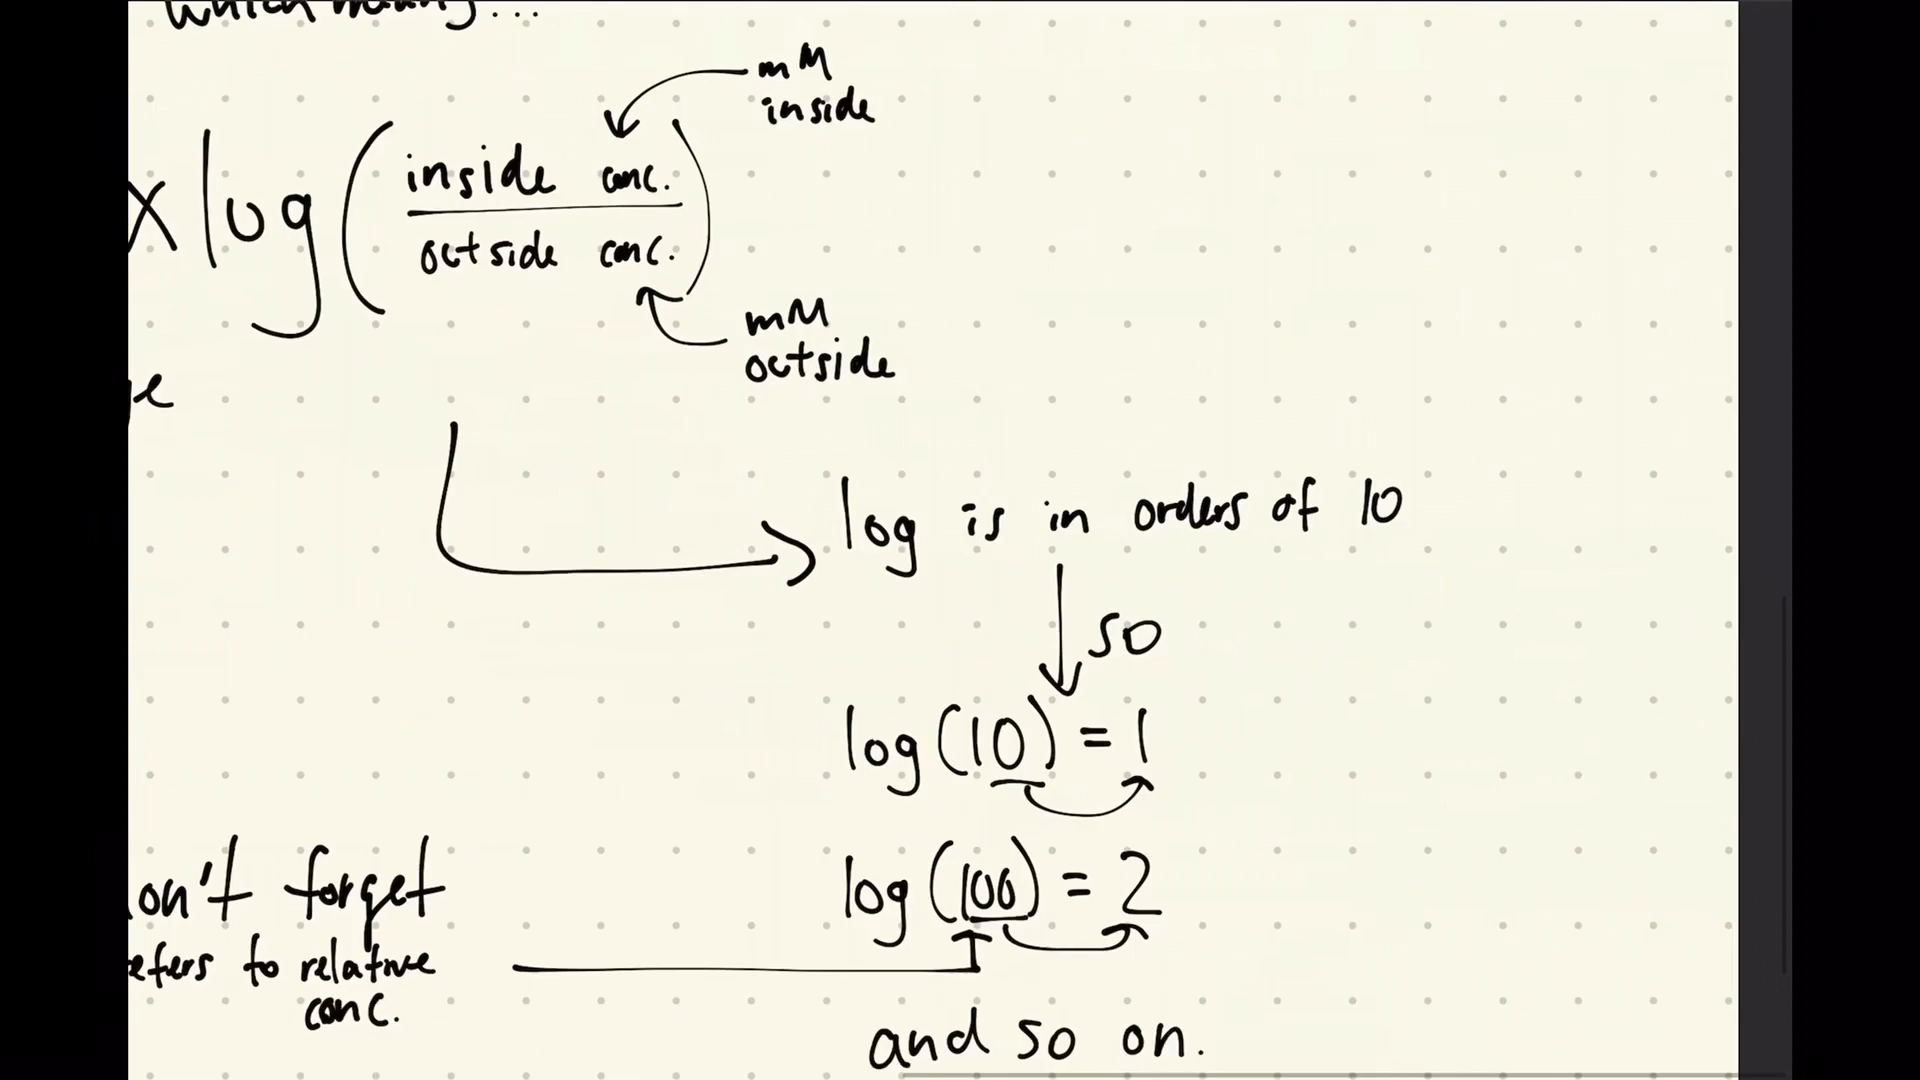 mM
inside
x log ( inside conc. / outside conc. )
mM
outside
log is in orders of 10
so
log (10) = 1
log (100) = 2
on't forget
efers to relative
conc.
and so on.